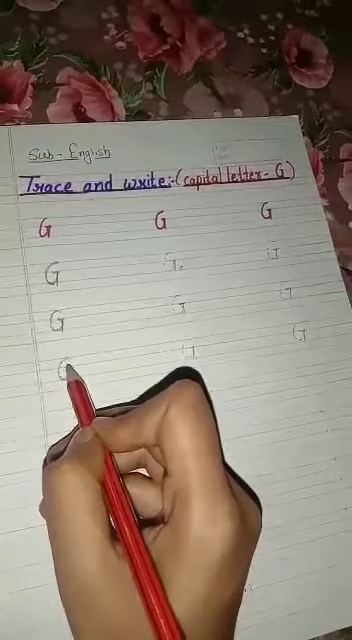 Sub - English
Trace and write:- (capital letter - G)
G G G
G G. G
G G G
G G G